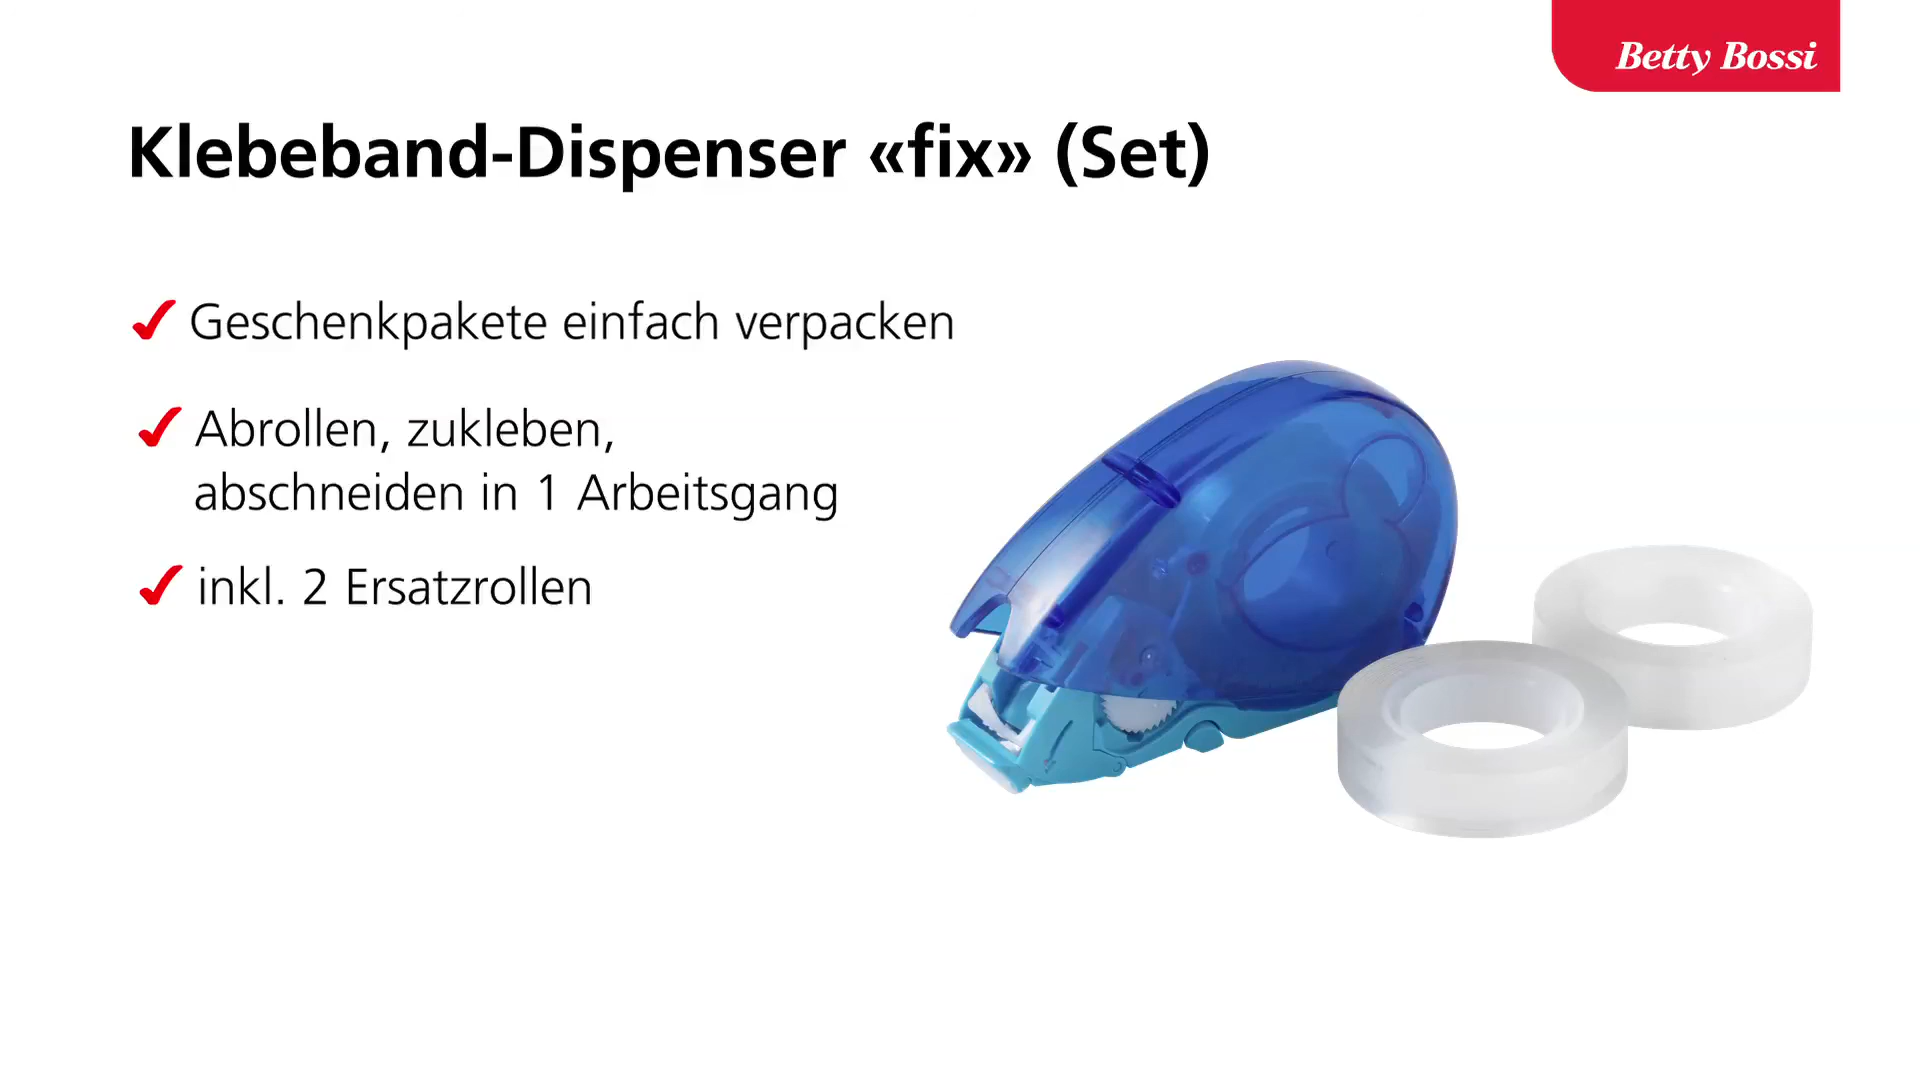 Betty Bossi
Klebeband-Dispenser «fix» (Set)
Geschenkpakete einfach verpacken
Abrollen, zukleben,
abschneiden in 1 Arbeitsgang
inkl. 2 Ersatzrollen